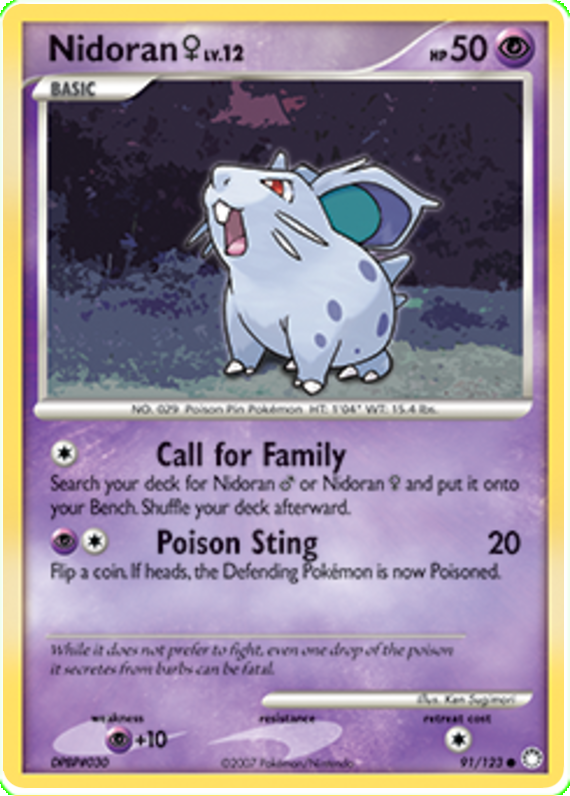 Nidoran♀ LV.12 HP 50
BASIC
NO. 029 Poison Pin Pokémon HT: 1'04" WT: 15.4 lbs.
Call for Family
Search your deck for Nidoran ♂ or Nidoran ♀ and put it onto
your Bench. Shuffle your deck afterward.
Poison Sting 20
Flip a coin. If heads, the Defending Pokémon is now Poisoned.
While it does not prefer to fight, even one drop of the poison
it secretes from barbs can be fatal.
illus. Ken Sugimori
weakness resistance retreat cost
+10
DPBP#030 ©2007 Pokémon/Nintendo 91/123